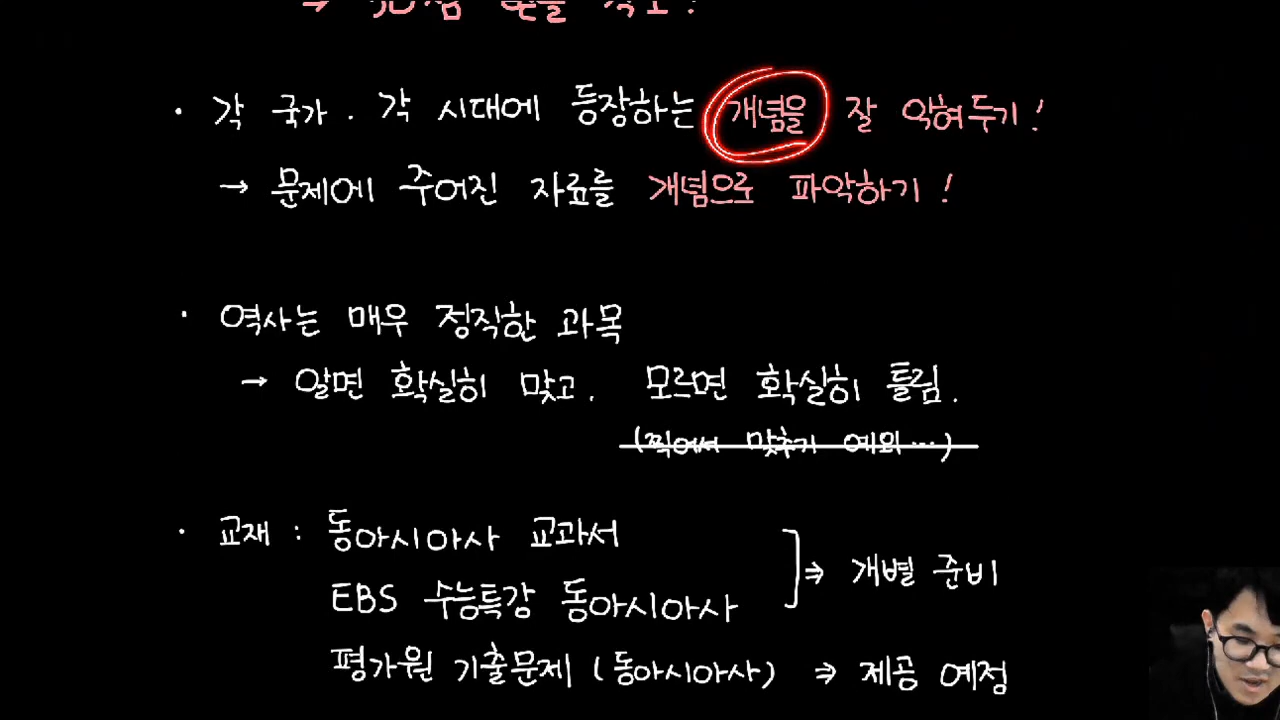 · 각 국가. 각 시대에 등장하는 개념을 잘 익혀두기!
→ 문제에 주어진 자료를 개념으로 파악하기!
· 역사는 매우 정직한 과목
→ 알면 확실히 맞고. 모르면 확실히 틀림.
(찍어서 맞추기 예외…)
· 교재 : 동아시아사 교과서
EBS 수능특강 동아시아사
⇒ 개별 준비
평가원 기출문제 (동아시아사) ⇒ 제공 예정